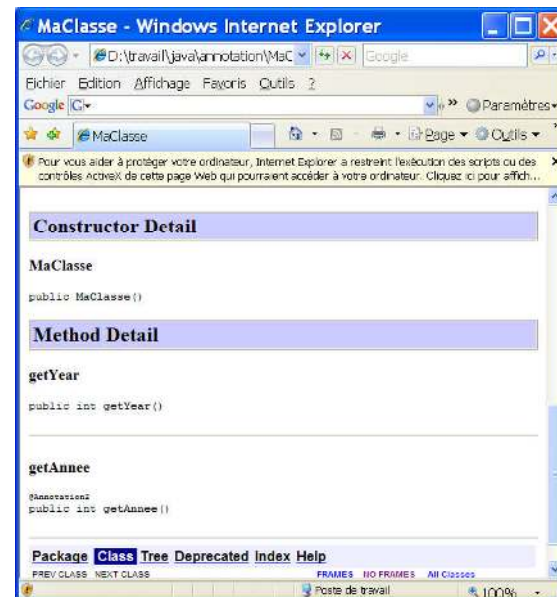 MaClasse - Windows Internet Explorer
D:\travail\java\annotation\MaC
Google
Fichier Edition Affichage Favoris Outils ?
Google G Paramètres
MaClasse Page Outils
Pour vous aider à protéger votre ordinateur, Internet Explorer a restreint l'exécution des scripts ou des
contrôles ActiveX de cette page Web qui pourraient accéder à votre ordinateur. Cliquez ici pour affich...
Constructor Detail
MaClasse
public MaClasse()
Method Detail
getYear
public int getYear()
getAnnee
@Annotation2
public int getAnnee()
Package Class Tree Deprecated Index Help
PREV CLASS NEXT CLASS FRAMES NO FRAMES All Classes
Poste de travail 100%